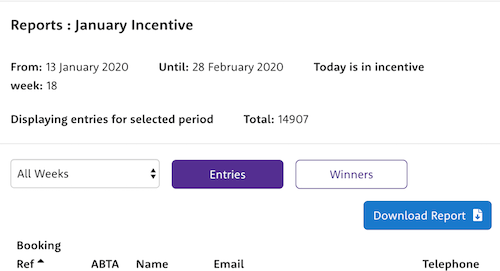 Reports : January Incentive
From: 13 January 2020 Until: 28 February 2020 Today is in incentive
week: 18
Displaying entries for selected period Total: 14907
All Weeks Entries Winners
Download Report
Booking
Ref ABTA Name Email Telephone